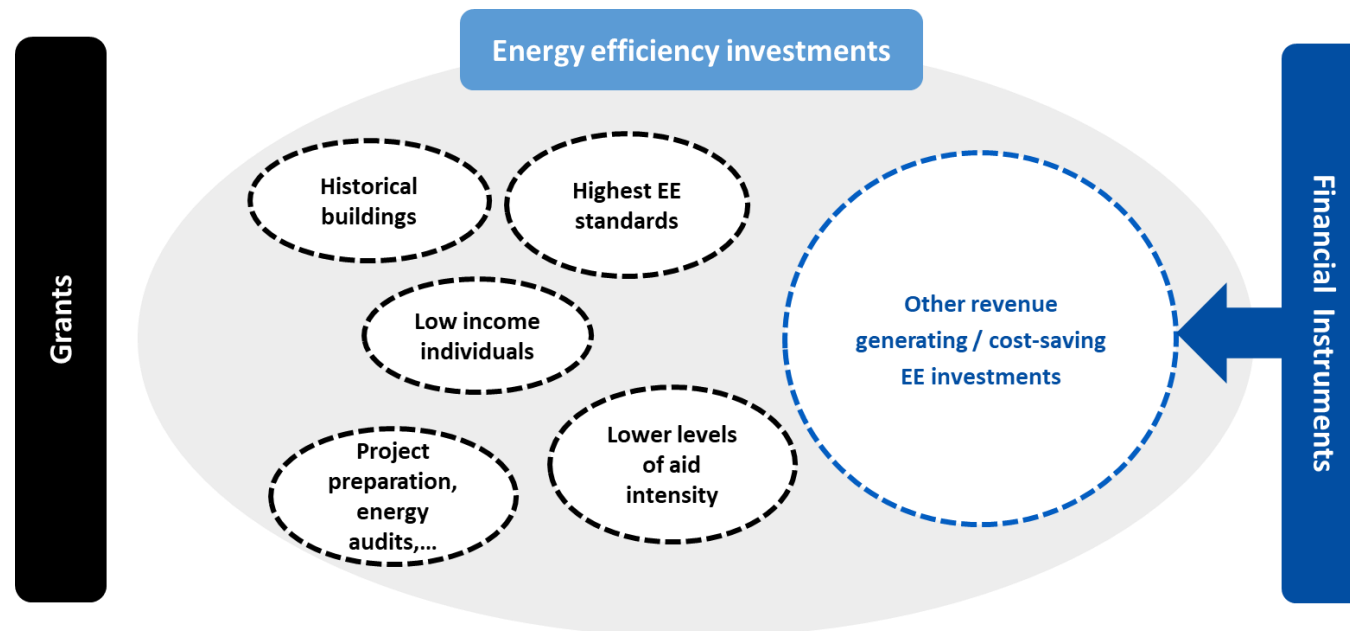 Energy efficiency investments
Grants
Historical
buildings
Highest EE
standards
Low income
individuals
Project
preparation,
energy
audits,...
Lower levels
of aid
intensity
Other revenue
generating / cost-saving
EE investments
Financial Instruments